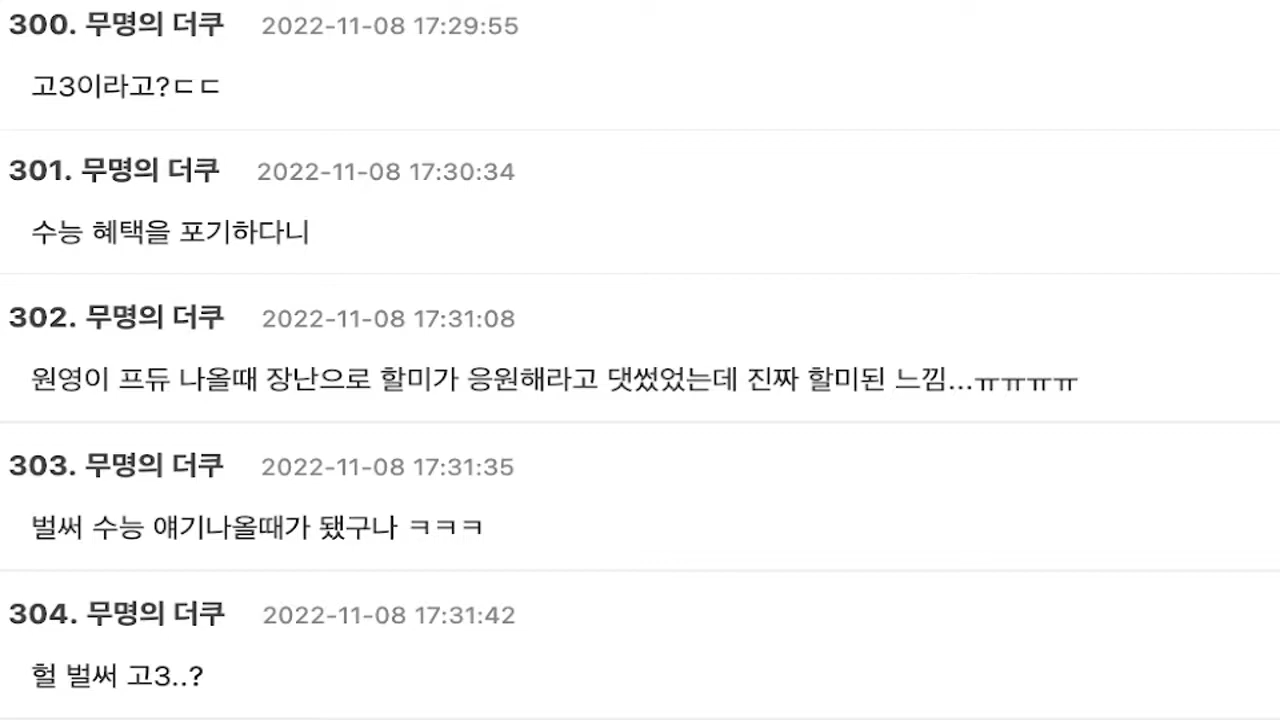 300. 무명의 더쿠 2022-11-08 17:29:55
고3이라고?ㄷㄷ
301. 무명의 더쿠 2022-11-08 17:30:34
수능 혜택을 포기하다니
302. 무명의 더쿠 2022-11-08 17:31:08
원영이 프듀 나올때 장난으로 할미가 응원해라고 댓썼었는데 진짜 할미된 느낌...ㅠㅠㅠㅠ
303. 무명의 더쿠 2022-11-08 17:31:35
벌써 수능 얘기나올때가 됐구나 ㅋㅋㅋ
304. 무명의 더쿠 2022-11-08 17:31:42
헐 벌써 고3..?